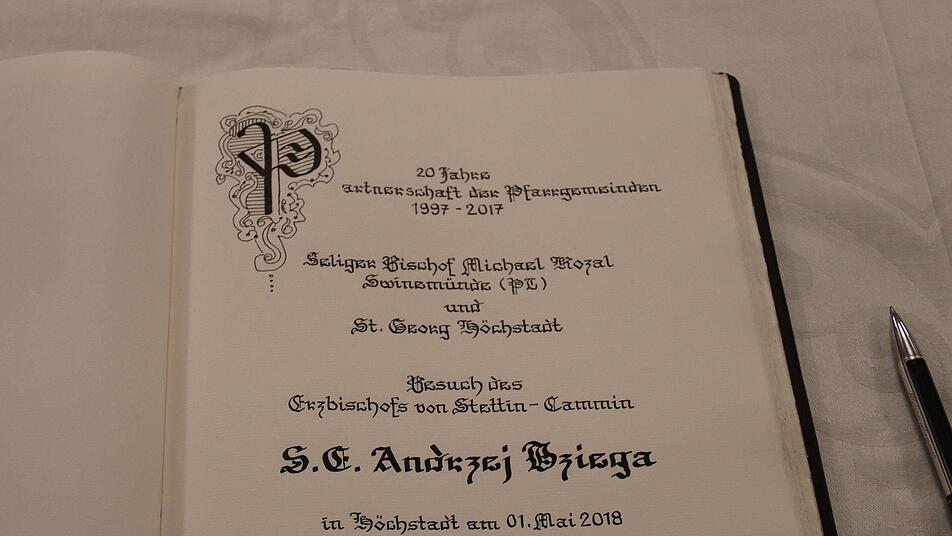 20 Jahre
Partnerschaft der Pfarrgemeinden
1997 - 2017
Seliger Bischof Michael Kozal
Swinemünde (PL)
und
St. Georg Höchstadt
Besuch des
Erzbischofs von Stettin-Cammin
S.E. Andrzej Dzięga
in Höchstadt am 01. Mai 2018